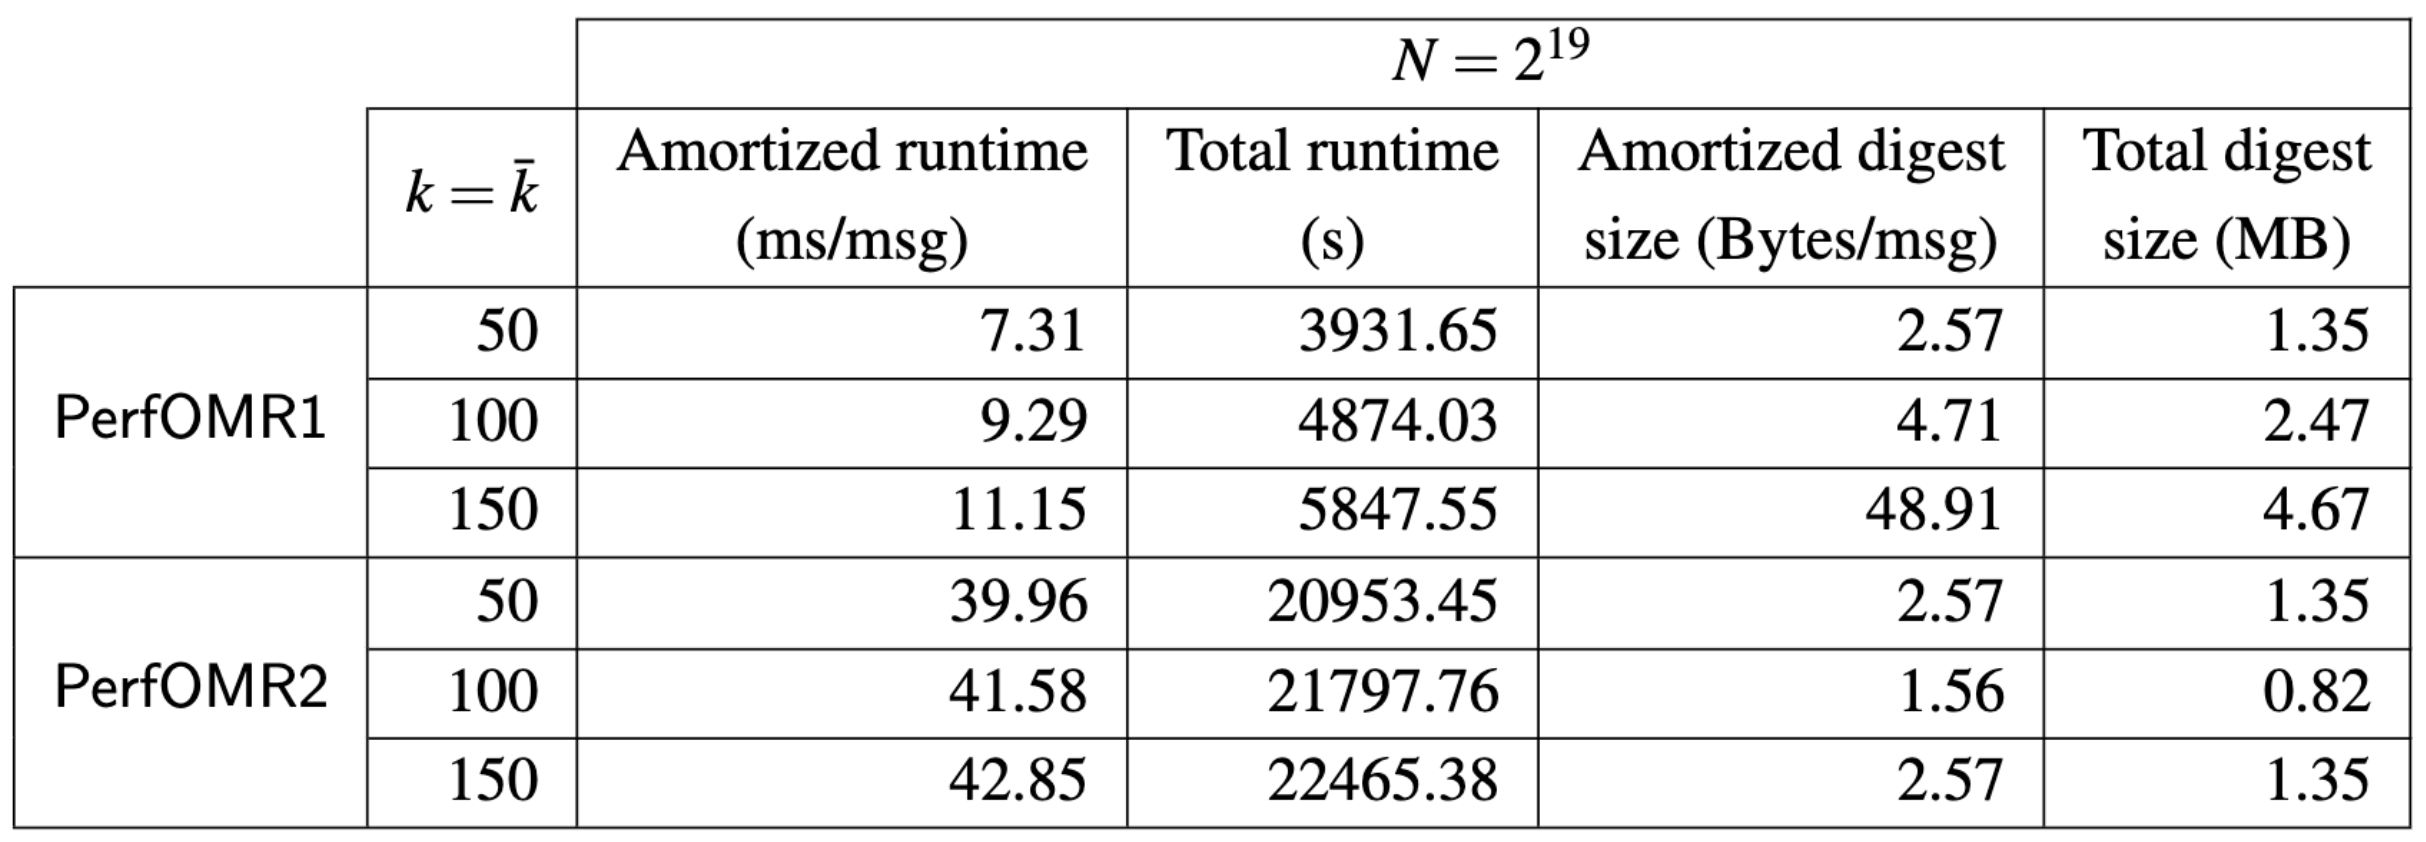 N = 2^19
k = k̄ Amortized runtime (ms/msg) Total runtime (s) Amortized digest size (Bytes/msg) Total digest size (MB)
PerfOMR1
50 7.31 3931.65 2.57 1.35
100 9.29 4874.03 4.71 2.47
150 11.15 5847.55 48.91 4.67
PerfOMR2
50 39.96 20953.45 2.57 1.35
100 41.58 21797.76 1.56 0.82
150 42.85 22465.38 2.57 1.35